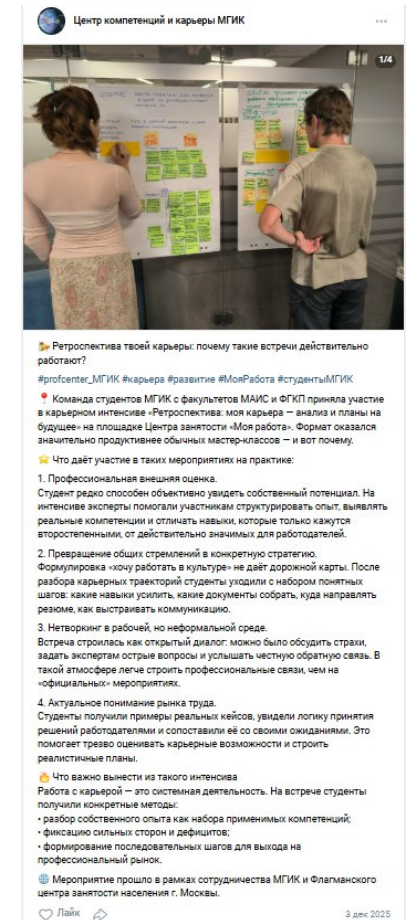 Центр компетенций и карьеры МГИК
1/4
Ретроспектива твоей карьеры: почему такие встречи действительно
работают?
#profcenter_МГИК #карьера #развитие #МояРабота #студентыМГИК
Команда студентов МГИК с факультетов МАИС и ФГКП приняла участие
в карьерном интенсиве «Ретроспектива: моя карьера — анализ и планы на
будущее» на площадке Центра занятости «Моя работа». Формат оказался
значительно продуктивнее обычных мастер-классов — и вот почему.
Что даёт участие в таких мероприятиях на практике:
1. Профессиональная внешняя оценка.
Студент редко способен объективно увидеть собственный потенциал. На
интенсиве эксперты помогали участникам структурировать опыт, выявлять
реальные компетенции и отличать навыки, которые только кажутся
второстепенными, от действительно значимых для работодателей.
2. Превращение общих стремлений в конкретную стратегию.
Формулировка «хочу работать в культуре» не даёт дорожной карты. После
разбора карьерных траекторий студенты уходили с набором понятных
шагов: какие навыки усилить, какие документы собрать, куда направлять
резюме, как выстраивать коммуникацию.
3. Нетворкинг в рабочей, но неформальной среде.
Встреча строилась как открытый диалог: можно было обсудить страхи,
задать экспертам острые вопросы и услышать честную обратную связь. В
такой атмосфере легче строить профессиональные связи, чем на
«официальных» мероприятиях.
4. Актуальное понимание рынка труда.
Студенты получили примеры реальных кейсов, увидели логику принятия
решений работодателями и сопоставили её со своими ожиданиями. Это
помогает трезво оценивать карьерные возможности и строить
реалистичные планы.
Что важно вынести из такого интенсива
Работа с карьерой — это системная деятельность. На встрече студенты
получили конкретные методы:
• разбор собственного опыта как набора применимых компетенций;
• фиксацию сильных сторон и дефицитов;
• формирование последовательных шагов для выхода на
профессиональный рынок.
Мероприятие прошло в рамках сотрудничества МГИК и Флагманского
центра занятости населения г. Москвы.
Лайк
3 дек 2025